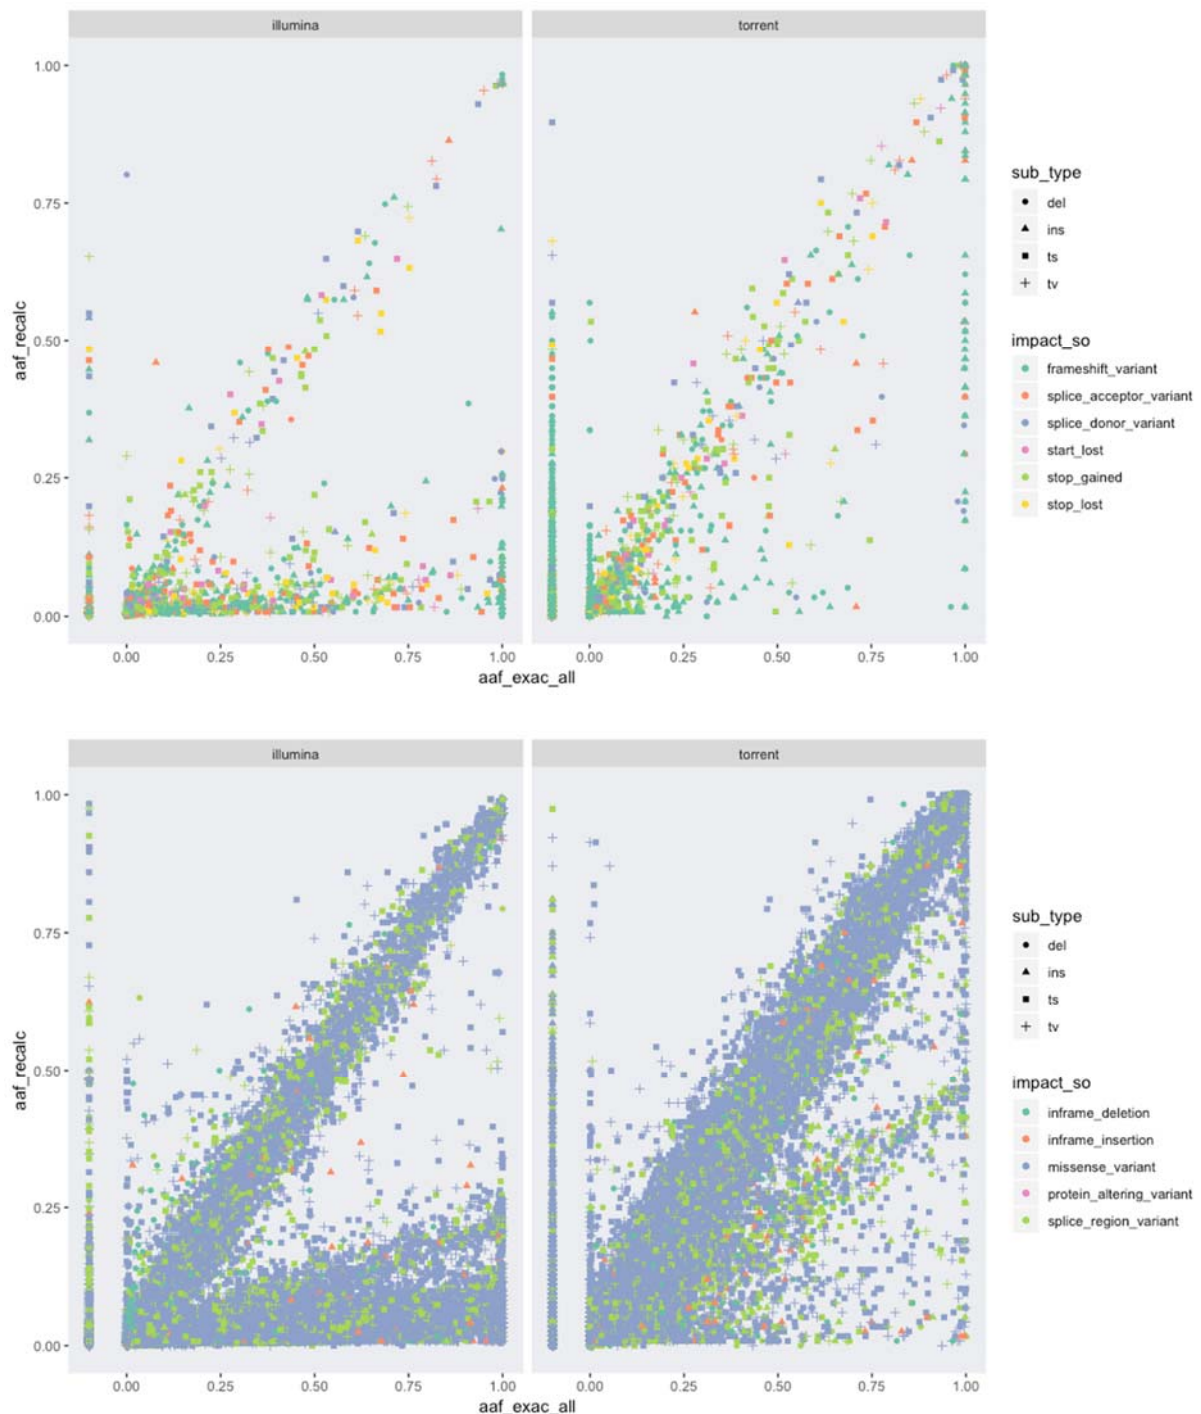 illumina torrent
1.00
0.75
0.50
0.25
0.00
aaf_recalc
0.00 0.25 0.50 0.75 1.00 0.00 0.25 0.50 0.75 1.00
aaf_exac_all
sub_type
del
ins
ts
tv
impact_so
frameshift_variant
splice_acceptor_variant
splice_donor_variant
start_lost
stop_gained
stop_lost
illumina torrent
1.00
0.75
0.50
0.25
0.00
aaf_recalc
0.00 0.25 0.50 0.75 1.00 0.00 0.25 0.50 0.75 1.00
aaf_exac_all
sub_type
del
ins
ts
tv
impact_so
inframe_deletion
inframe_insertion
missense_variant
protein_altering_variant
splice_region_variant